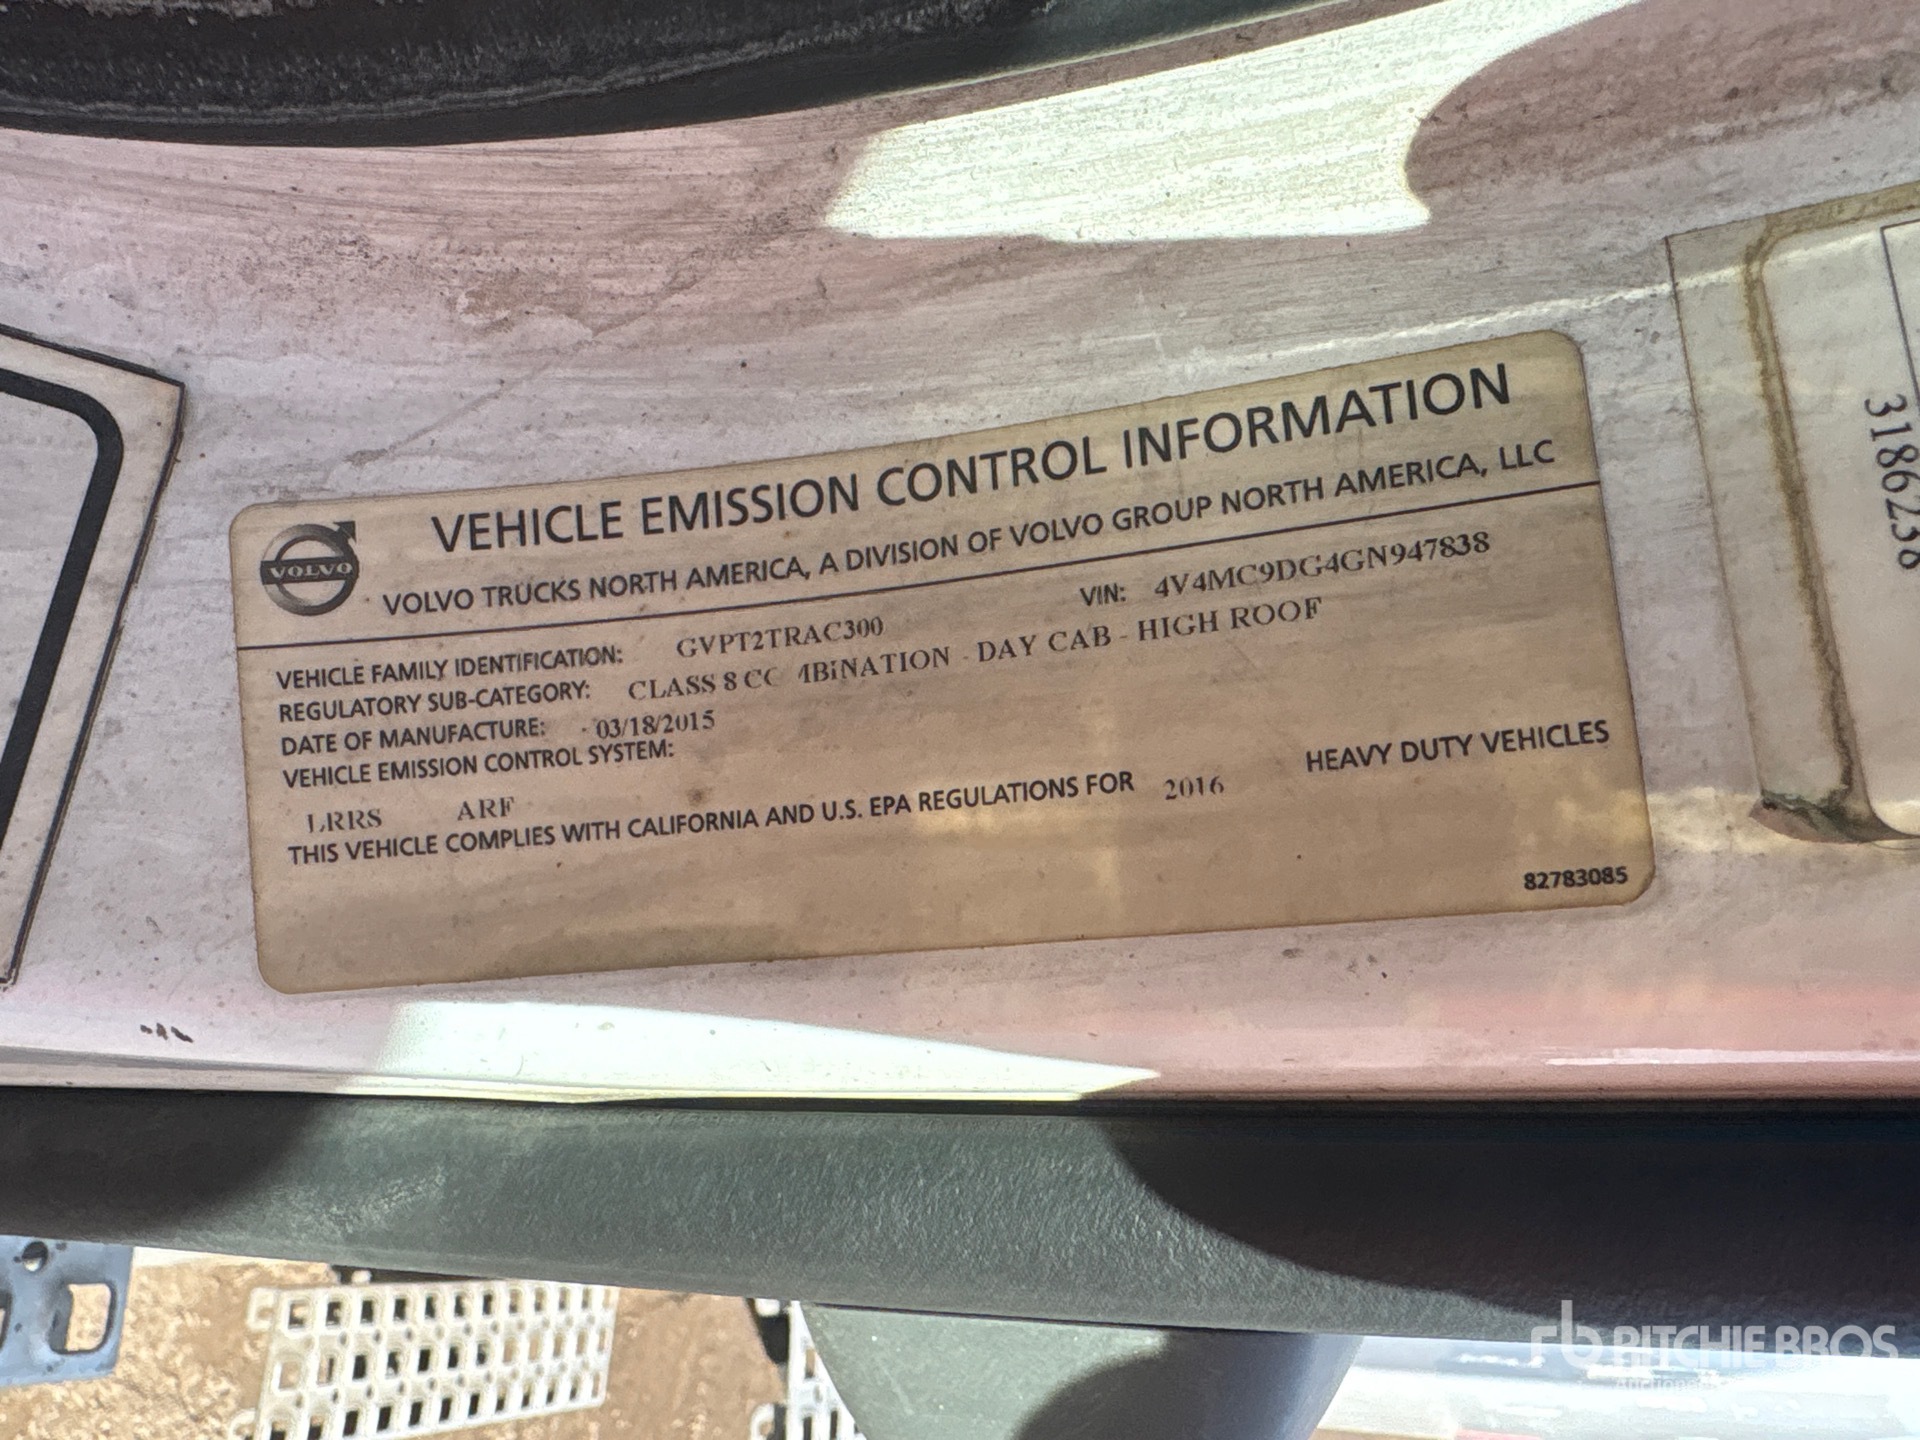 VOLVO
VEHICLE EMISSION CONTROL INFORMATION
VOLVO TRUCKS NORTH AMERICA, A DIVISION OF VOLVO GROUP NORTH AMERICA, LLC
VEHICLE FAMILY IDENTIFICATION: GVPT2TRAC300 VIN: 4V4MC9DG4GN947838
REGULATORY SUB-CATEGORY: CLASS 8 COMBINATION - DAY CAB - HIGH ROOF
DATE OF MANUFACTURE: 03/18/2015
VEHICLE EMISSION CONTROL SYSTEM:
LRRS ARF
THIS VEHICLE COMPLIES WITH CALIFORNIA AND U.S. EPA REGULATIONS FOR 2016 HEAVY DUTY VEHICLES
82783085
3186238
rb RITCHIE BROS
Auctioneers